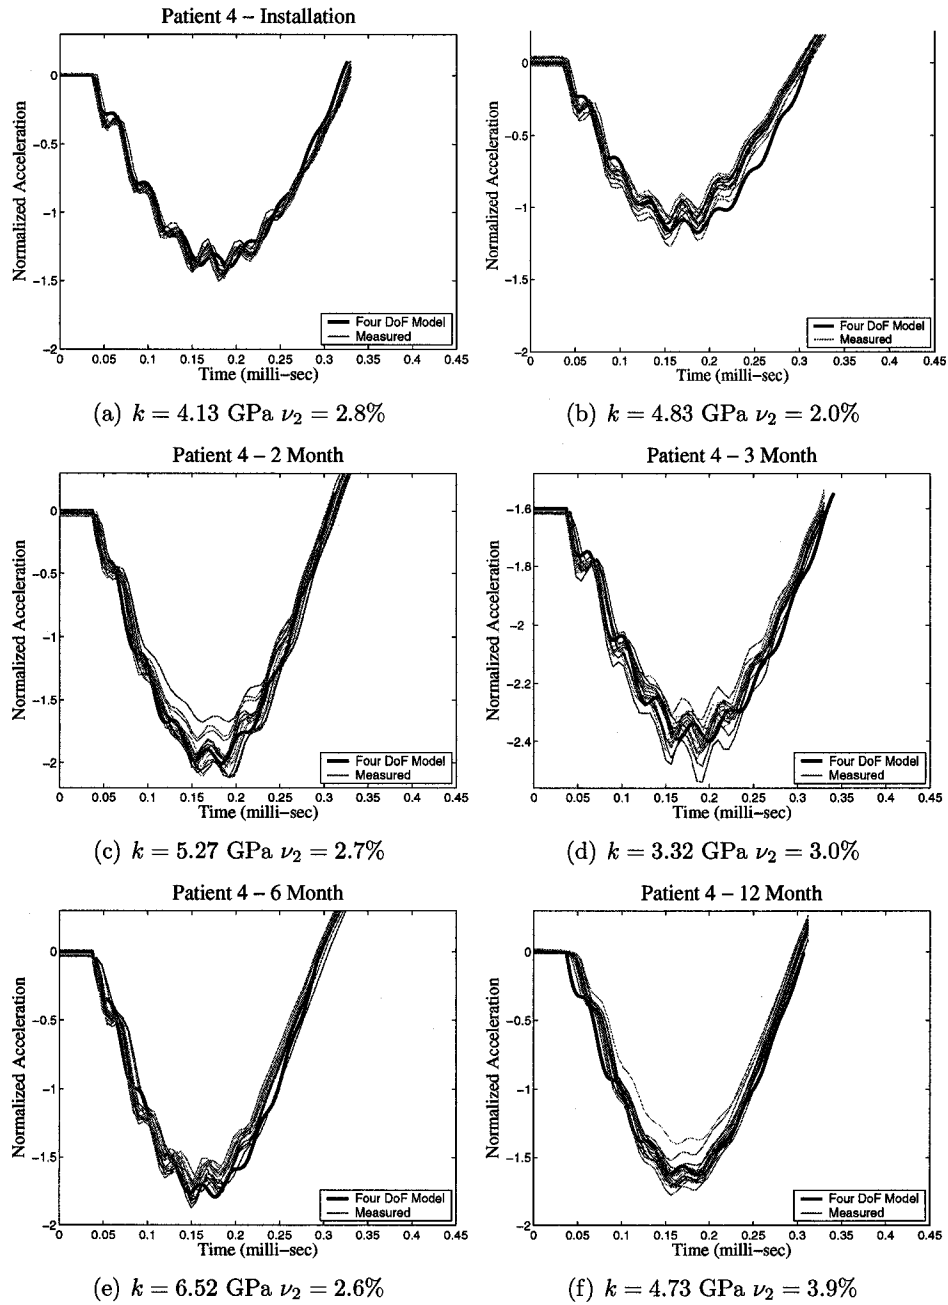 Patient 4 – Installation
Normalized Acceleration
0
−0.5
−1
−1.5
−2
0 0.05 0.1 0.15 0.2 0.25 0.3 0.35 0.4 0.45
Time (milli-sec)
Four DoF Model
Measured
(a) k = 4.13 GPa ν₂ = 2.8%
Normalized Acceleration
0
−0.5
−1
−1.5
−2
0 0.05 0.1 0.15 0.2 0.25 0.3 0.35 0.4 0.45
Time (milli-sec)
Four DoF Model
Measured
(b) k = 4.83 GPa ν₂ = 2.0%
Patient 4 – 2 Month
Normalized Acceleration
0
−0.5
−1
−1.5
−2
0 0.05 0.1 0.15 0.2 0.25 0.3 0.35 0.4 0.45
Time (milli-sec)
Four DoF Model
Measured
(c) k = 5.27 GPa ν₂ = 2.7%
Patient 4 – 3 Month
Normalized Acceleration
−1.6
−1.8
−2
−2.2
−2.4
0 0.05 0.1 0.15 0.2 0.25 0.3 0.35 0.4 0.45
Time (milli-sec)
Four DoF Model
Measured
(d) k = 3.32 GPa ν₂ = 3.0%
Patient 4 – 6 Month
Normalized Acceleration
0
−0.5
−1
−1.5
−2
0 0.05 0.1 0.15 0.2 0.25 0.3 0.35 0.4 0.45
Time (milli-sec)
Four DoF Model
Measured
(e) k = 6.52 GPa ν₂ = 2.6%
Patient 4 – 12 Month
Normalized Acceleration
0
−0.5
−1
−1.5
−2
0 0.05 0.1 0.15 0.2 0.25 0.3 0.35 0.4 0.45
Time (milli-sec)
Four DoF Model
Measured
(f) k = 4.73 GPa ν₂ = 3.9%